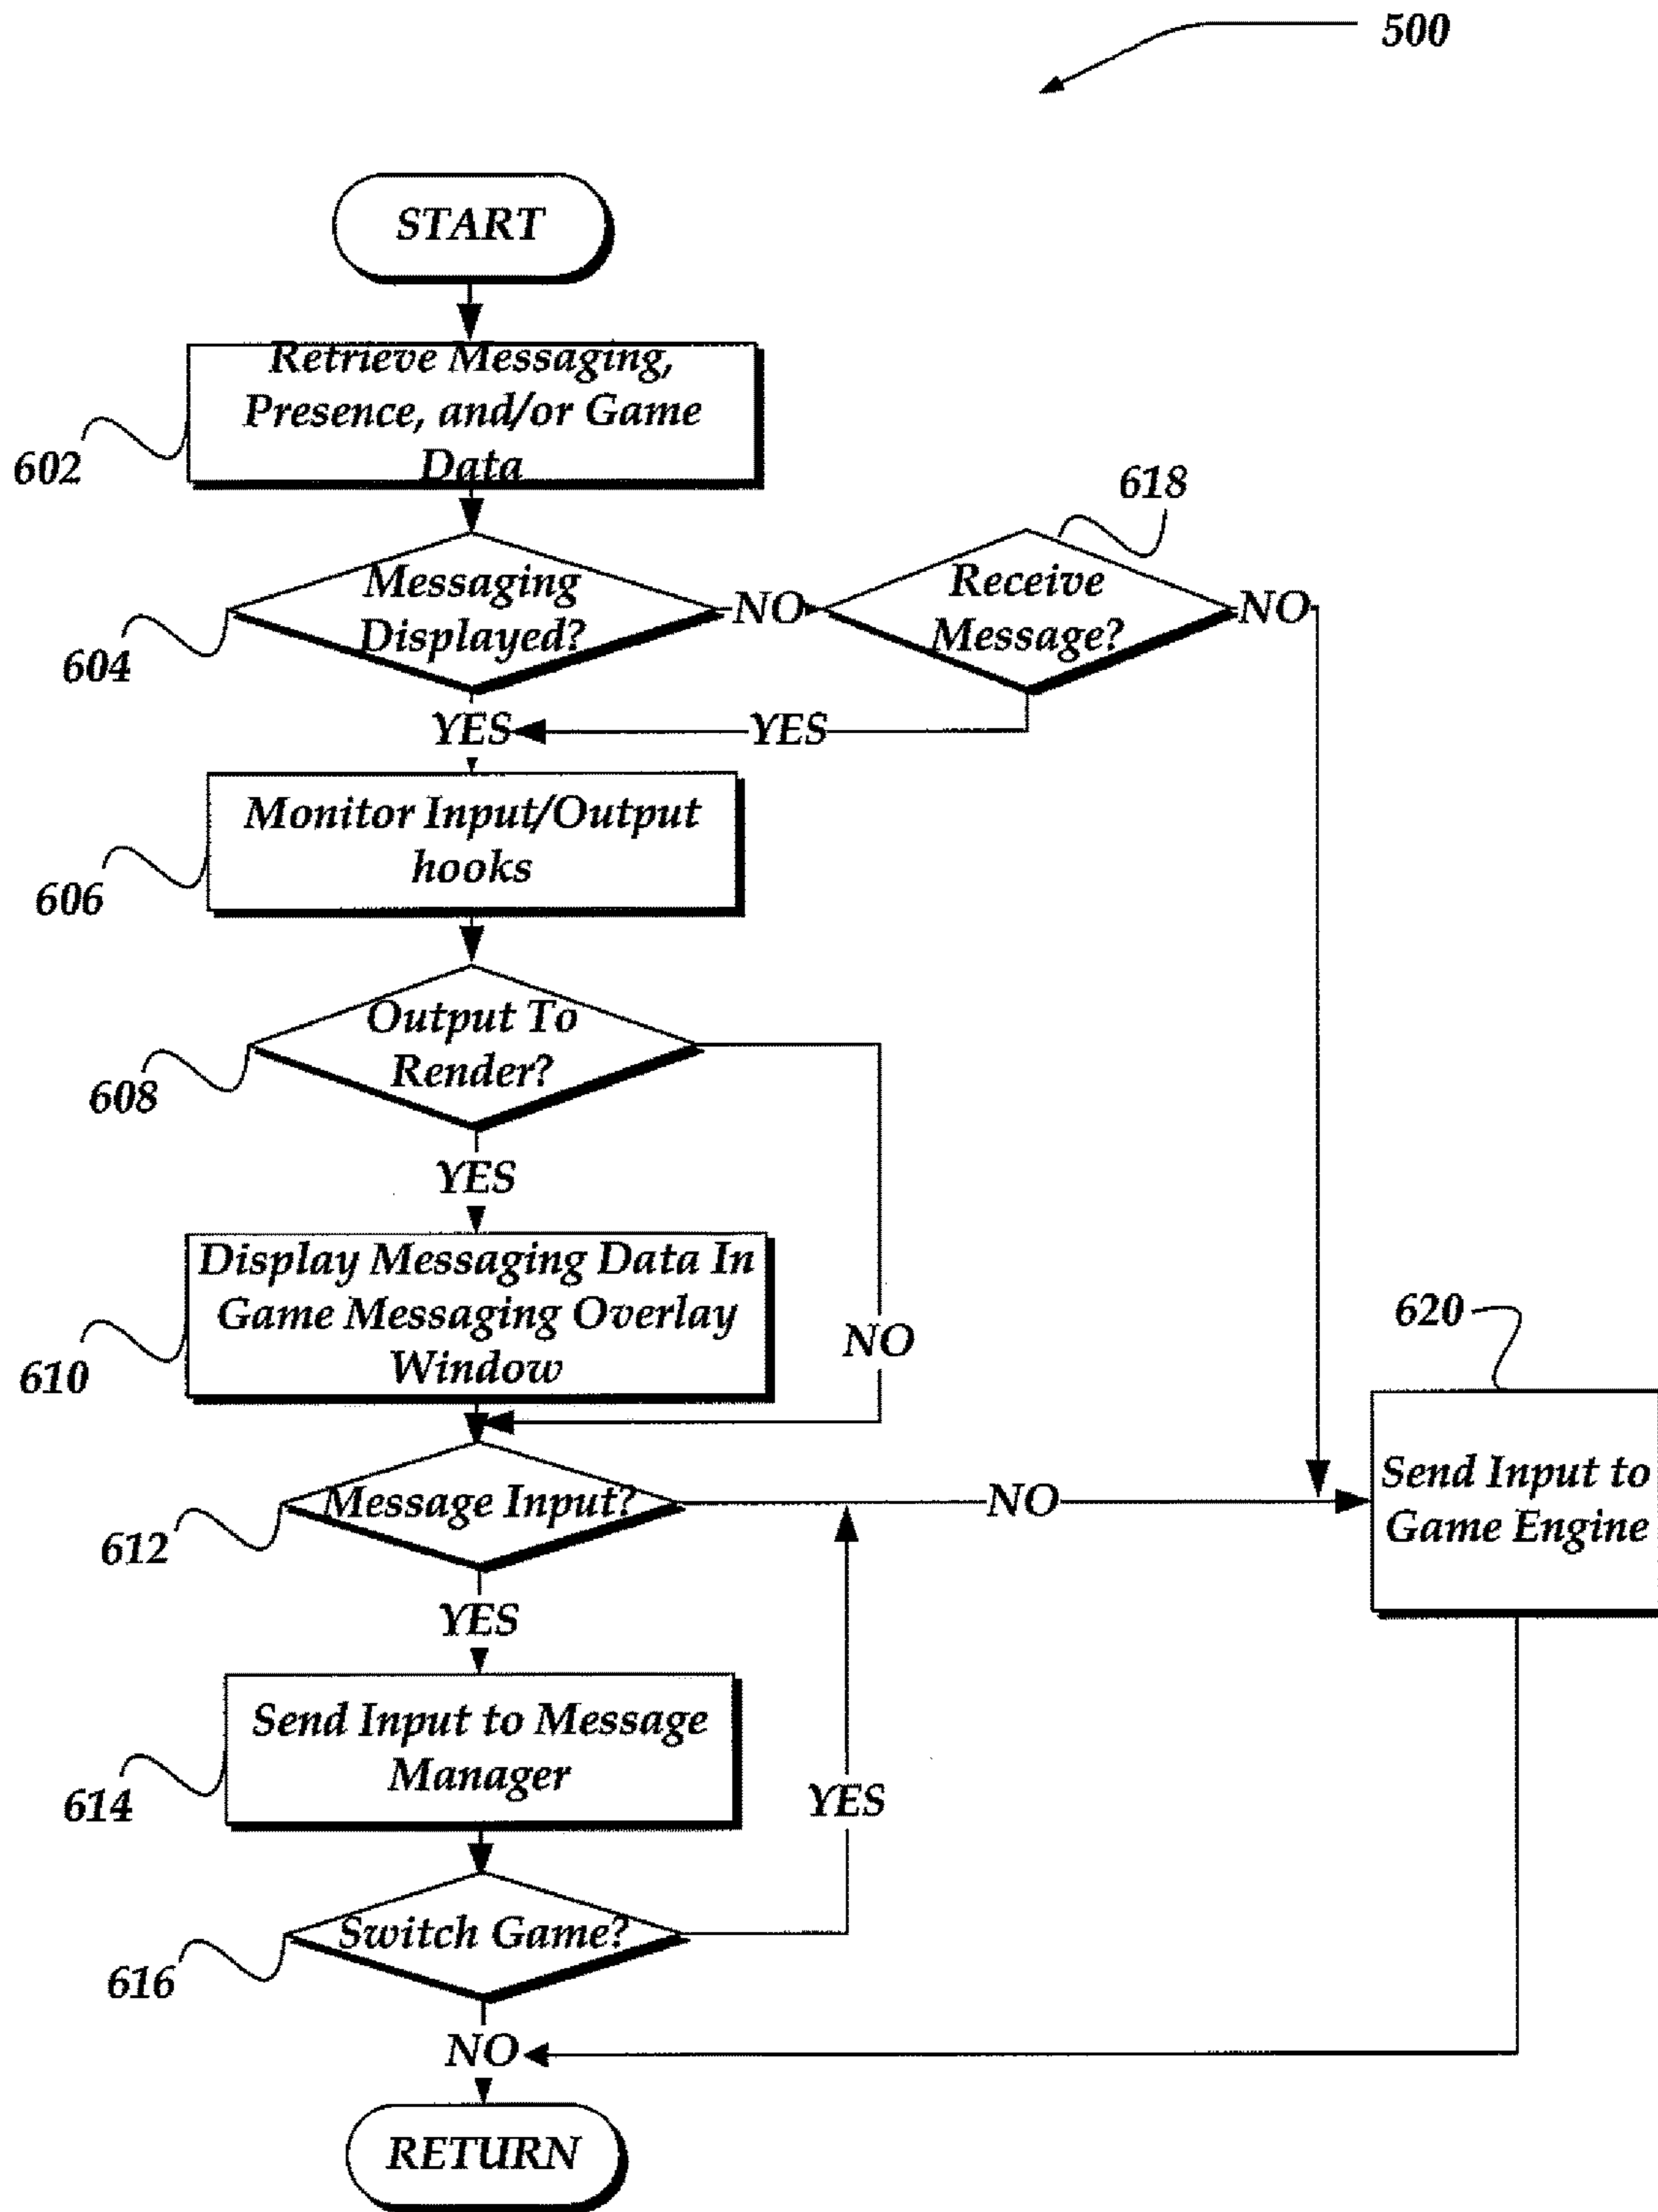 500
START
Retrieve Messaging,
Presence, and/or Game
Data
602
618
Messaging
Displayed?
NO
Receive
Message?
NO
604
YES
YES
Monitor Input/Output
hooks
606
Output To
Render?
608
YES
Display Messaging Data In
Game Messaging Overlay
Window
610
NO
620
Send Input to
Game Engine
Message Input?
NO
612
YES
Send Input to Message
Manager
614
YES
Switch Game?
616
NO
RETURN